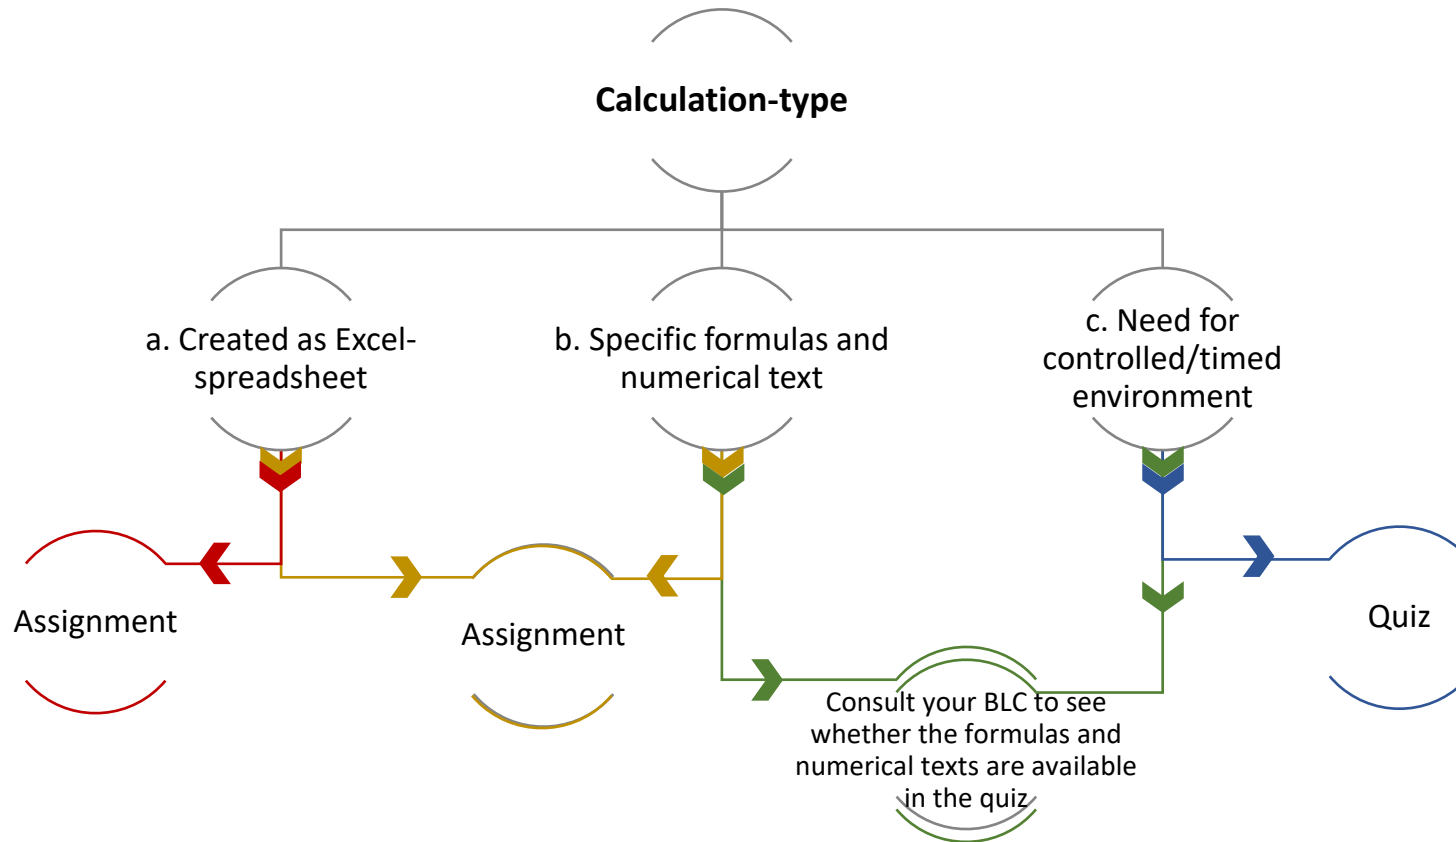 Calculation-type
a. Created as Excel-
spreadsheet
b. Specific formulas and
numerical text
c. Need for
controlled/timed
environment
Assignment
Assignment
Consult your BLC to see
whether the formulas and
numerical texts are available
in the quiz
Quiz